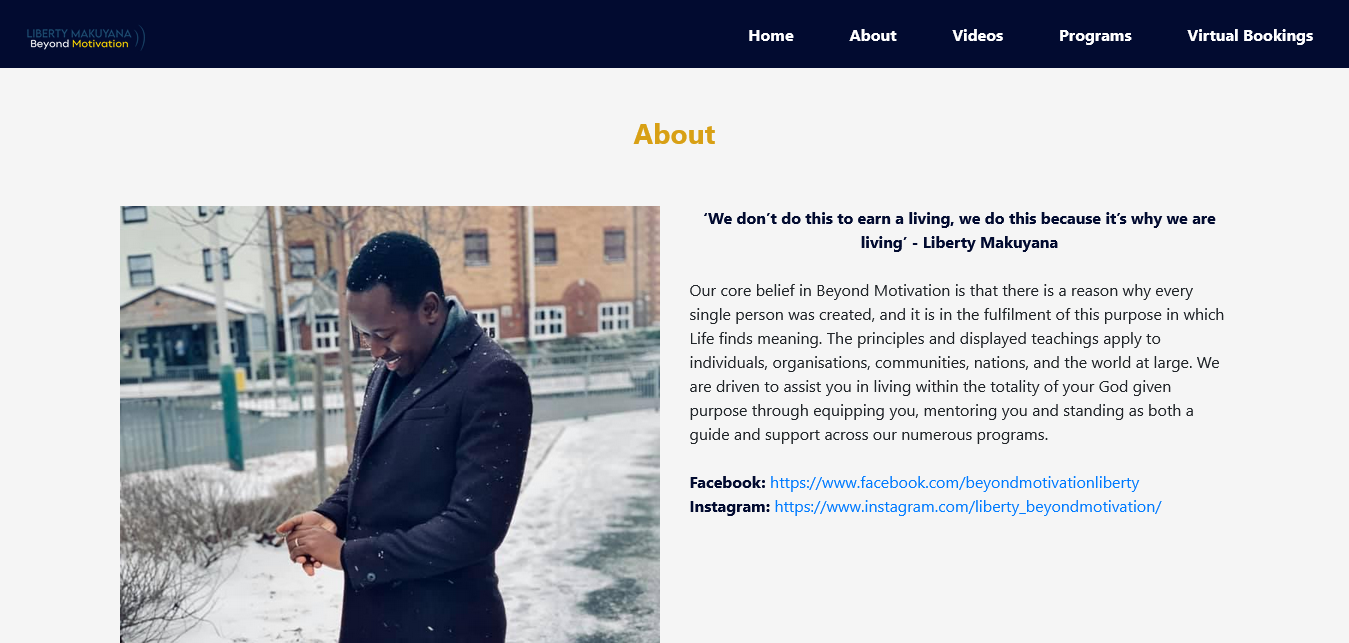 LIBERTY MAKUYANA
Beyond Motivation
Home
About
Videos
Programs
Virtual Bookings
About
‘We don’t do this to earn a living, we do this because it’s why we are
living’ - Liberty Makuyana
Our core belief in Beyond Motivation is that there is a reason why every
single person was created, and it is in the fulfilment of this purpose in which
Life finds meaning. The principles and displayed teachings apply to
individuals, organisations, communities, nations, and the world at large. We
are driven to assist you in living within the totality of your God given
purpose through equipping you, mentoring you and standing as both a
guide and support across our numerous programs.
Facebook: https://www.facebook.com/beyondmotivationliberty
Instagram: https://www.instagram.com/liberty_beyondmotivation/